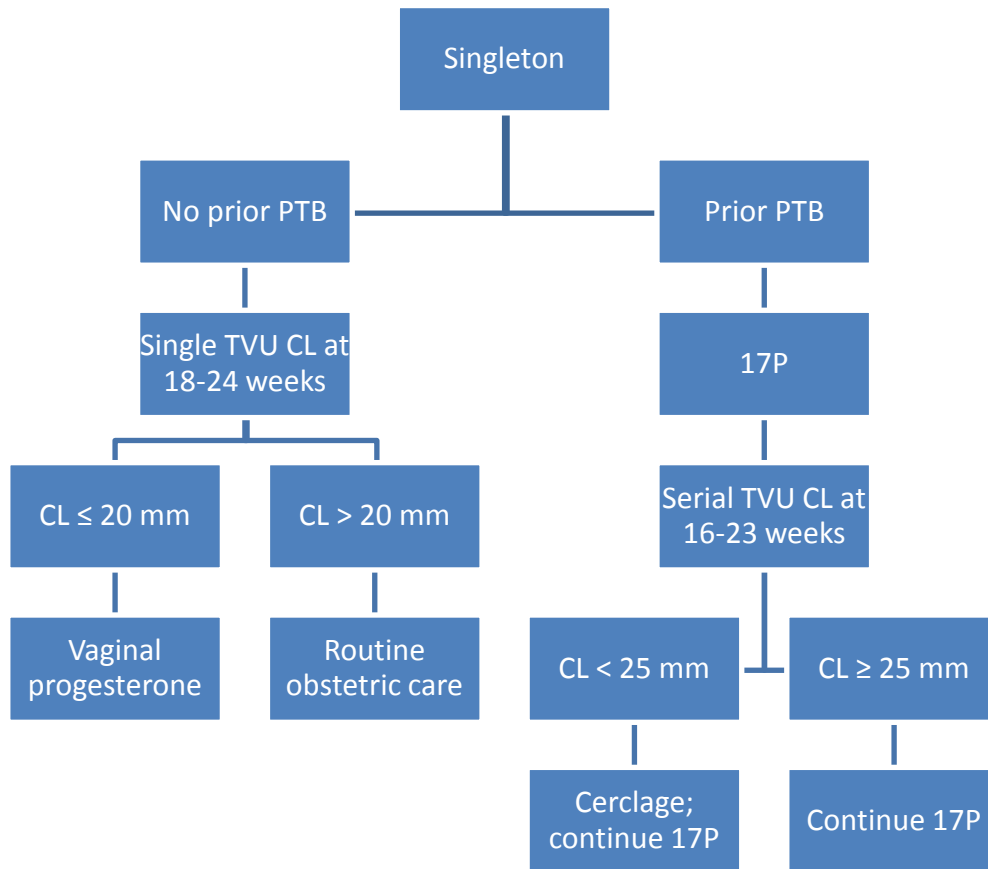 Singleton
No prior PTB
Prior PTB
Single TVU CL at
18-24 weeks
17P
CL ≤ 20 mm
CL > 20 mm
Serial TVU CL at
16-23 weeks
Vaginal
progesterone
Routine
obstetric care
CL < 25 mm
CL ≥ 25 mm
Cerclage;
continue 17P
Continue 17P